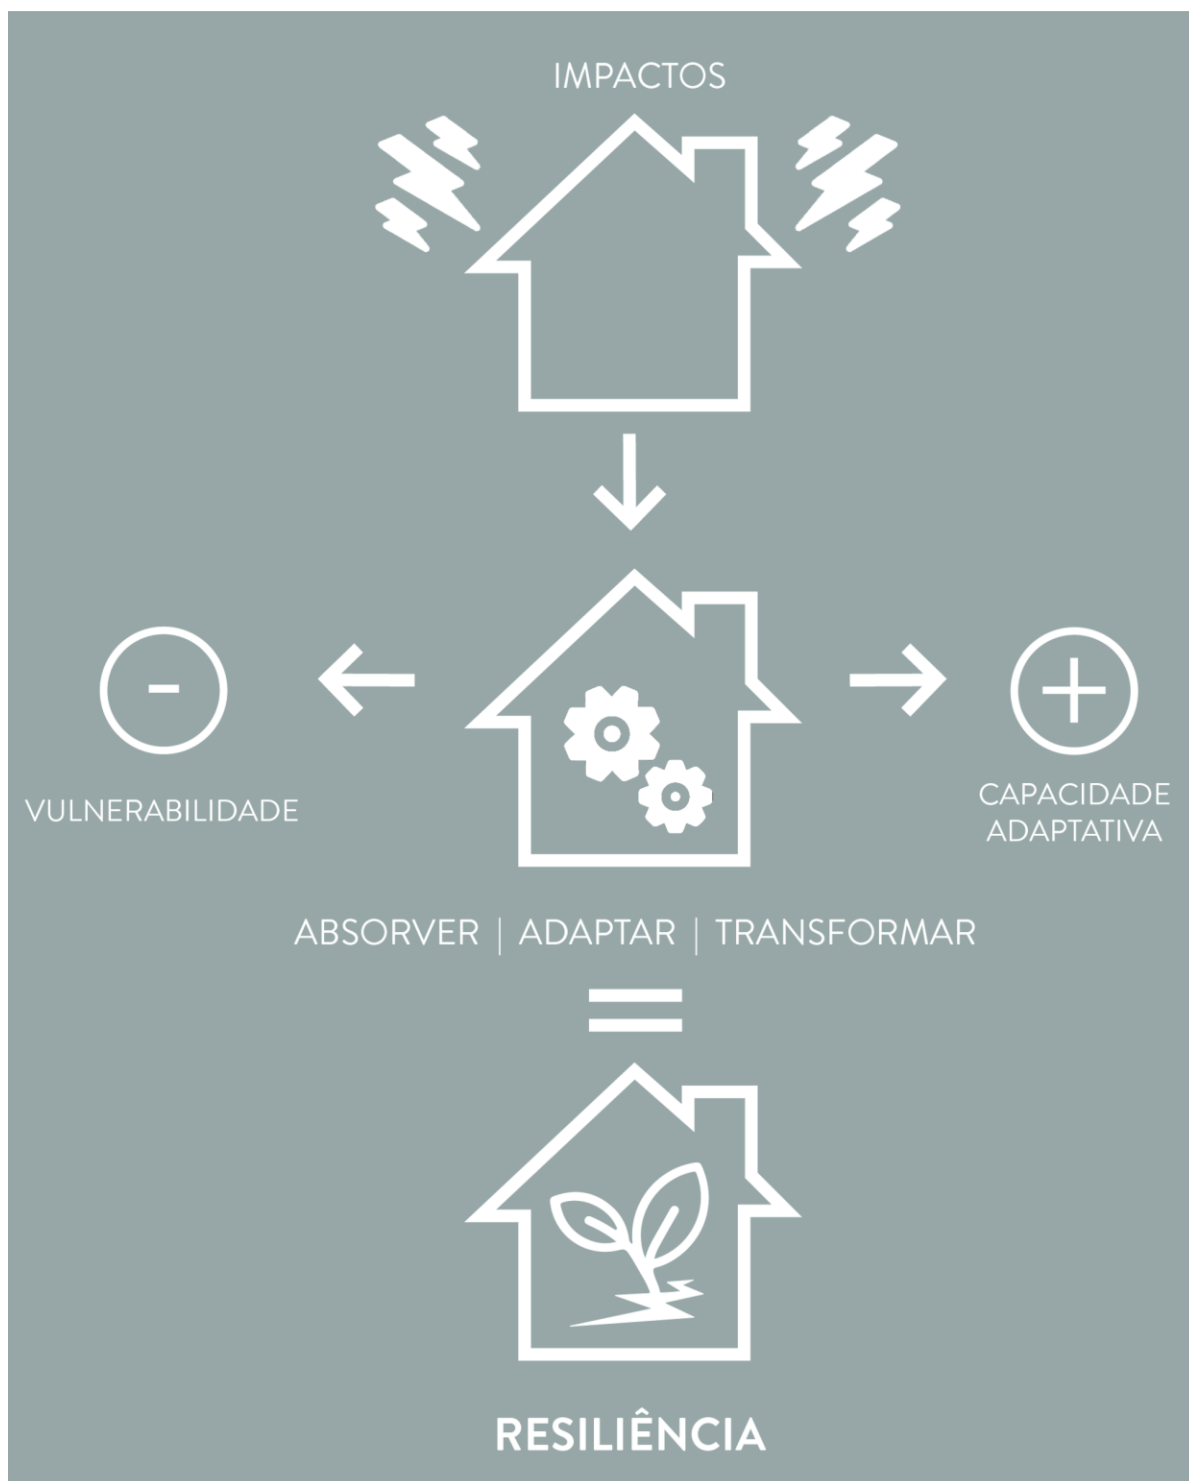 IMPACTOS
-
+
VULNERABILIDADE
CAPACIDADE
ADAPTATIVA
ABSORVER | ADAPTAR | TRANSFORMAR
=
RESILIÊNCIA